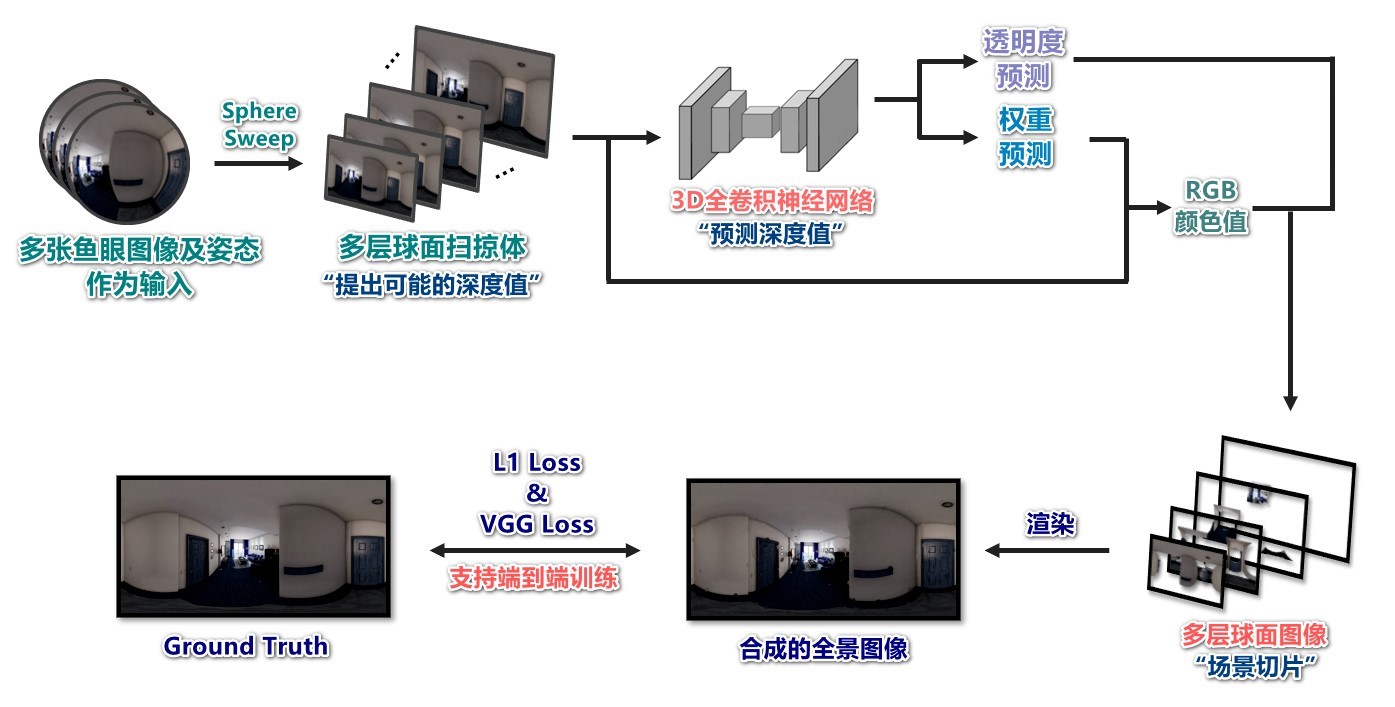 多张鱼眼图像及姿态
作为输入
Sphere
Sweep
多层球面扫掠体
“提出可能的深度值”
3D全卷积神经网络
“预测深度值”
透明度
预测
权重
预测
RGB
颜色值
多层球面图像
“场景切片”
渲染
合成的全景图像
L1 Loss
&
VGG Loss
支持端到端训练
Ground Truth